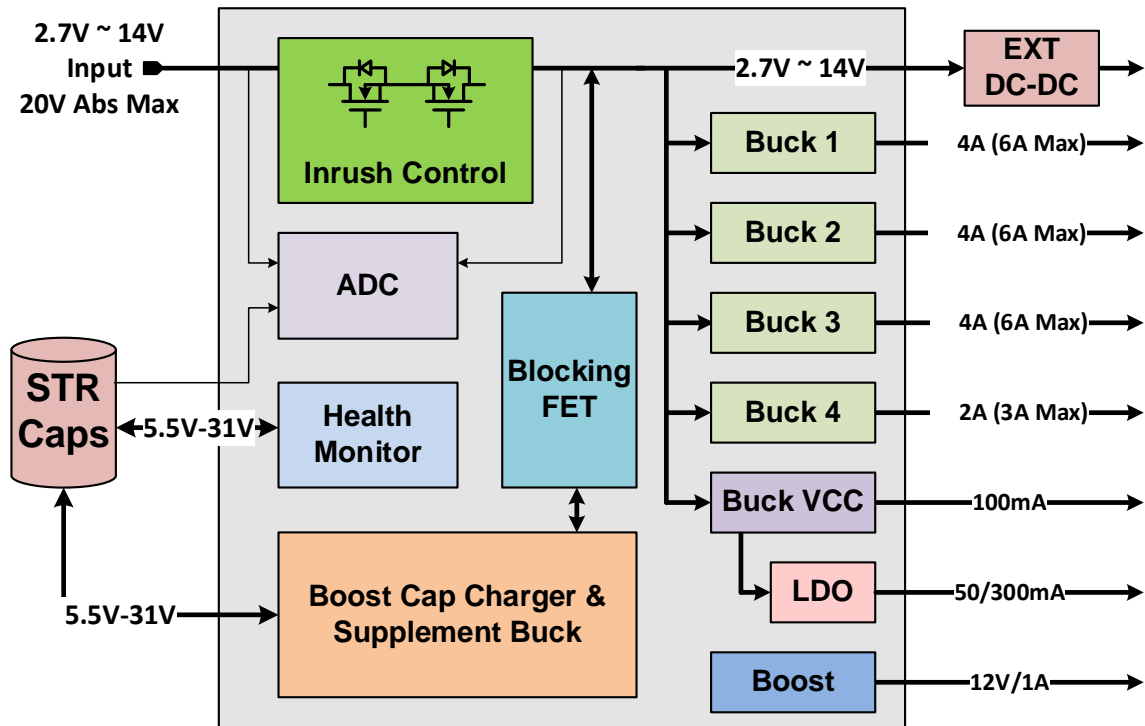 2.7V ~ 14V
Input
20V Abs Max
Inrush Control
2.7V ~ 14V
EXT
DC-DC
Buck 1
4A (6A Max)
Buck 2
4A (6A Max)
ADC
Buck 3
4A (6A Max)
Blocking
FET
STR
Caps
5.5V-31V
Health
Monitor
Buck 4
2A (3A Max)
Buck VCC
100mA
LDO
50/300mA
5.5V-31V
Boost Cap Charger &
Supplement Buck
Boost
12V/1A